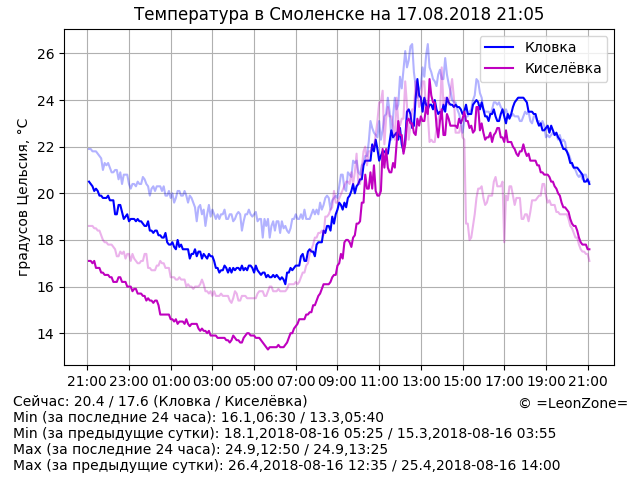 Температура в Смоленске на 17.08.2018 21:05
Кловка
Киселёвка
градусов Цельсия, °C
26
24
22
20
18
16
14
21:00 23:00 01:00 03:00 05:00 07:00 09:00 11:00 13:00 15:00 17:00 19:00 21:00
Сейчас: 20.4 / 17.6 (Кловка / Киселёвка)
© =LeonZone=
Min (за последние 24 часа): 16.1,06:30 / 13.3,05:40
Min (за предыдущие сутки): 18.1,2018-08-16 05:25 / 15.3,2018-08-16 03:55
Max (за последние 24 часа): 24.9,12:50 / 24.9,13:25
Max (за предыдущие сутки): 26.4,2018-08-16 12:35 / 25.4,2018-08-16 14:00